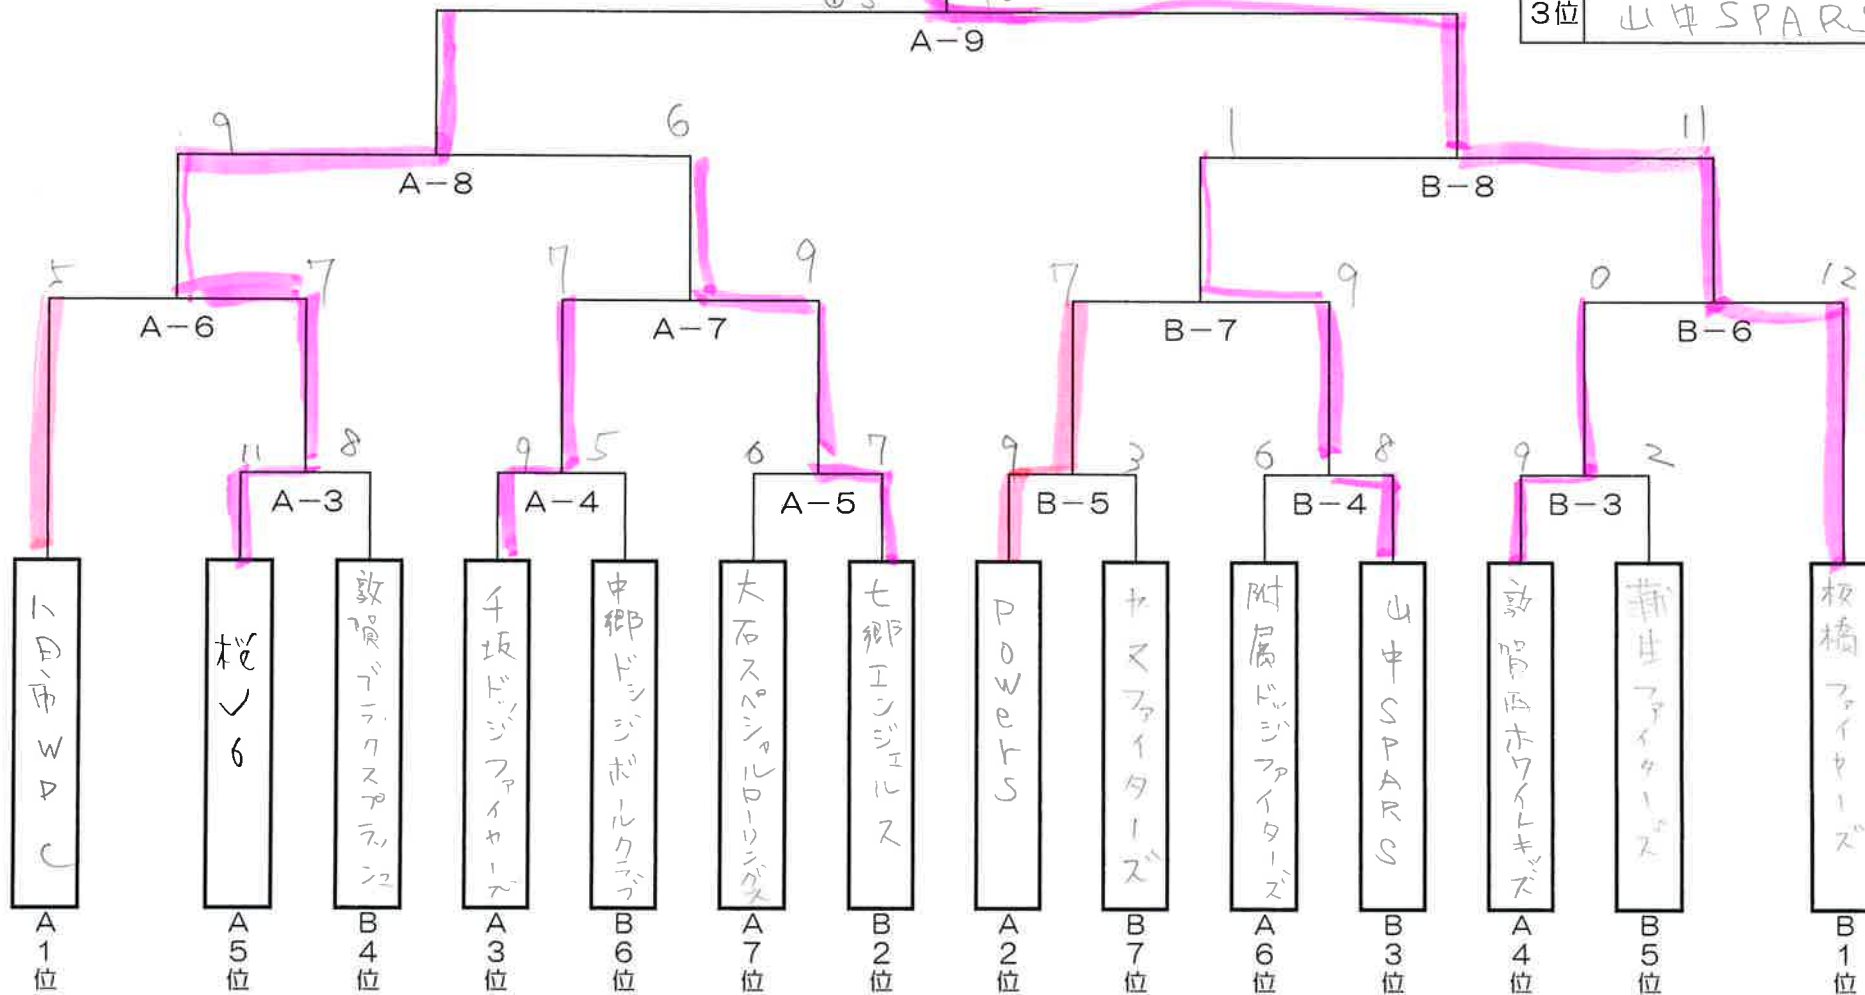 3位 山中SPARS
A-9
9 6 1 11
A-8 B-8
5 7 7 9 7 9 0 12
A-6 A-7 B-7 B-6
11 8 9 5 6 7 9 3 6 8 9 2
A-3 A-4 A-5 B-5 B-4 B-3
八日市WDC
桜V6
敦賀ブラックスプラッシュ
千坂ドッジファイヤーズ
中郷ドッジボールクラブ
大石スペシャルローリングス
七郷エンジェルス
Powers
ヤマファイターズ
附属ドッジファイターズ
山中SPARS
敦賀西ホワイトキッズ
蒲生ファイターズ
板橋ファイヤーズ
A1位 A5位 B4位 A3位 B6位 A7位 B2位 A2位 B7位 A6位 B3位 A4位 B5位 B1位